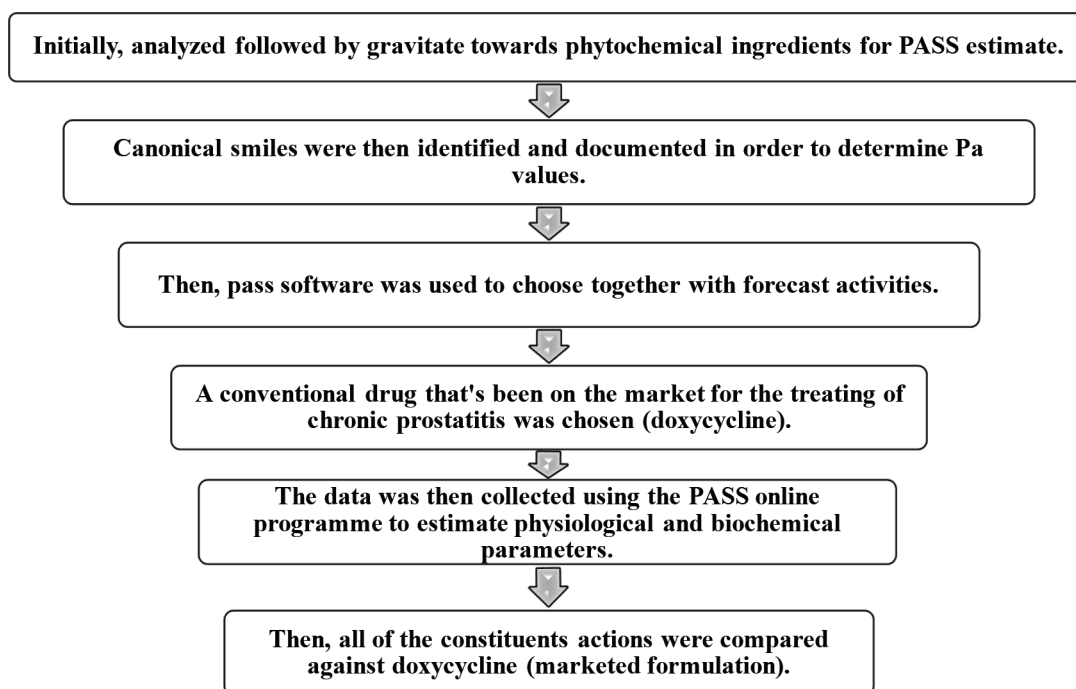 Initially, analyzed followed by gravitate towards phytochemical ingredients for PASS estimate.
Canonical smiles were then identified and documented in order to determine Pa
values.
Then, pass software was used to choose together with forecast activities.
A conventional drug that's been on the market for the treating of
chronic prostatitis was chosen (doxycycline).
The data was then collected using the PASS online
programme to estimate physiological and biochemical
parameters.
Then, all of the constituents actions were compared
against doxycycline (marketed formulation).